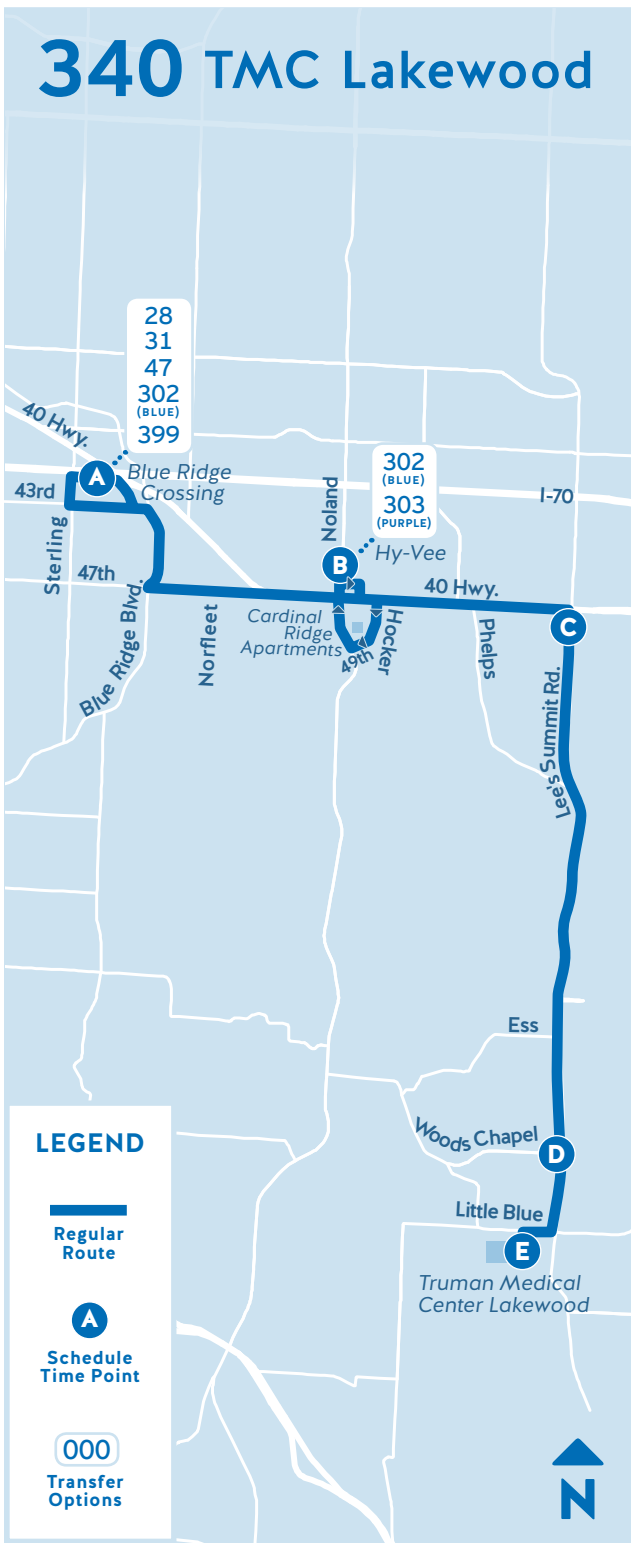 340 TMC Lakewood
28
31
47
302
(BLUE)
399
40 Hwy.
A
Blue Ridge
Crossing
302
(BLUE)
303
(PURPLE)
43rd
I-70
Noland
Sterling
B
Hy-Vee
47th
40 Hwy.
Blue Ridge Blvd.
Norfleet
Cardinal
Ridge
Apartments
49th
Hocker
Phelps
C
Lee's Summit Rd.
Ess
Woods Chapel
D
Little Blue
E
Truman Medical
Center Lakewood
LEGEND
Regular
Route
A
Schedule
Time Point
000
Transfer
Options
N